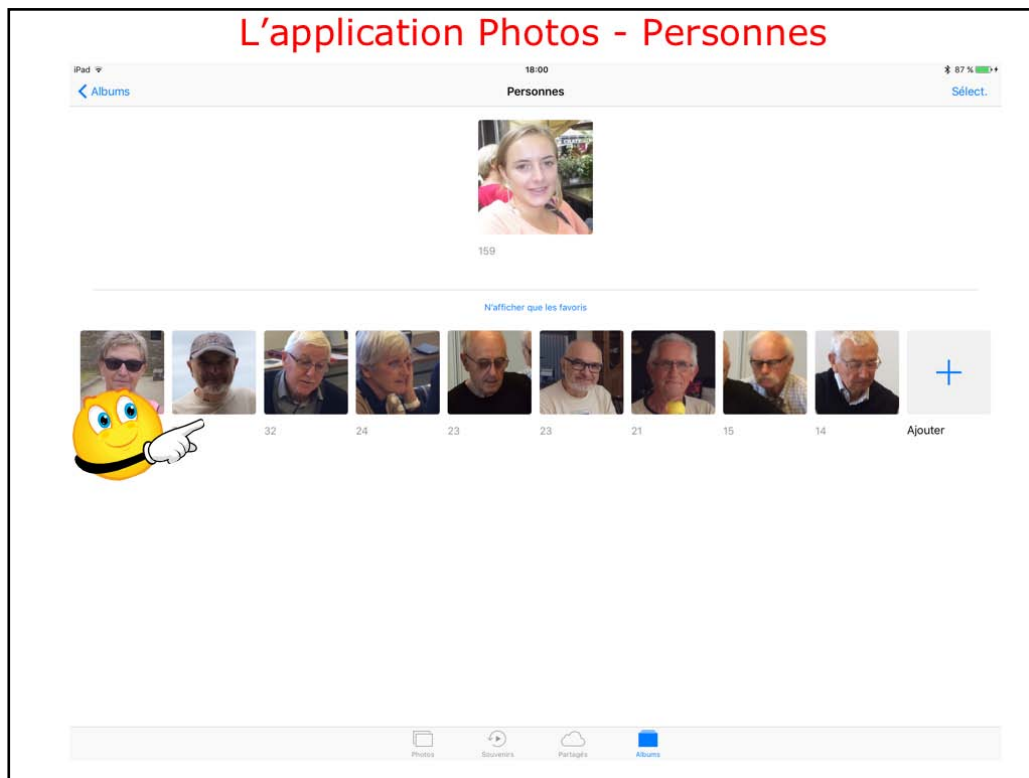 L'application Photos - Personnes
iPad 18:00 87 %
Albums Personnes Sélect.
159
N'afficher que les favoris
32 24 23 23 21 15 14 Ajouter
Photos Souvenirs Partagés Albums